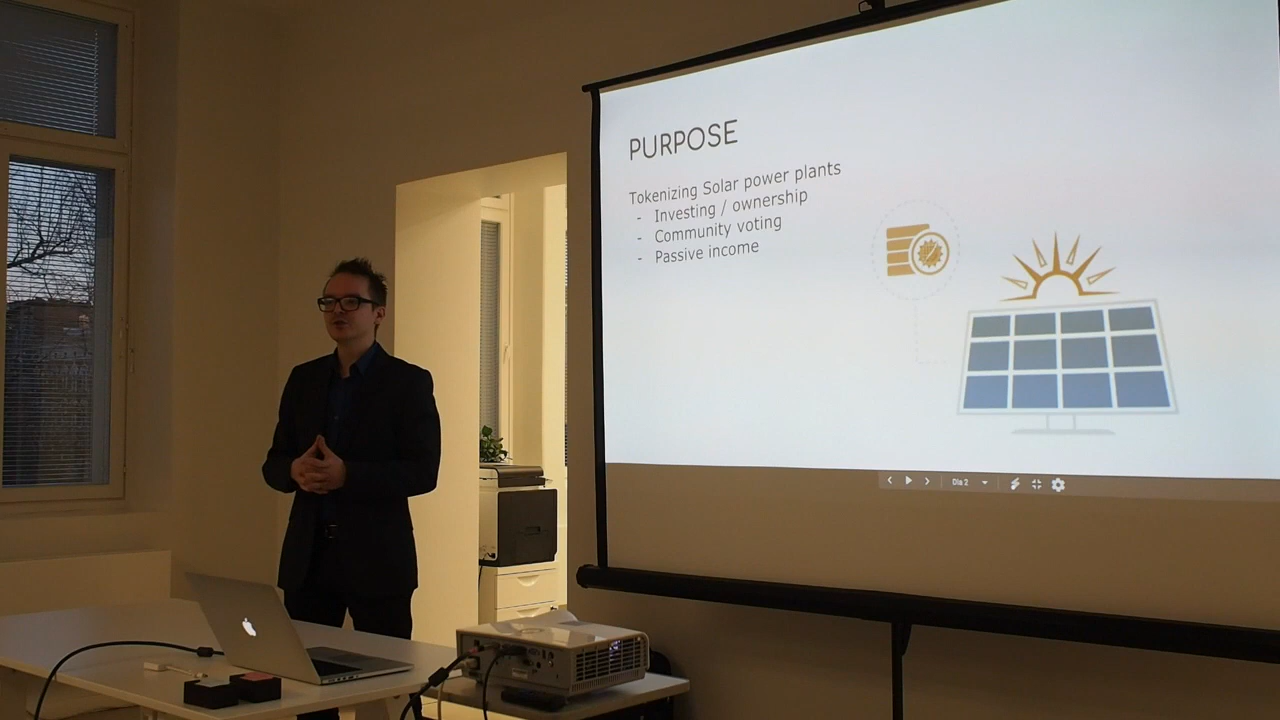 PURPOSE
Tokenizing Solar power plants
- Investing / ownership
- Community voting
- Passive income
Dia 2